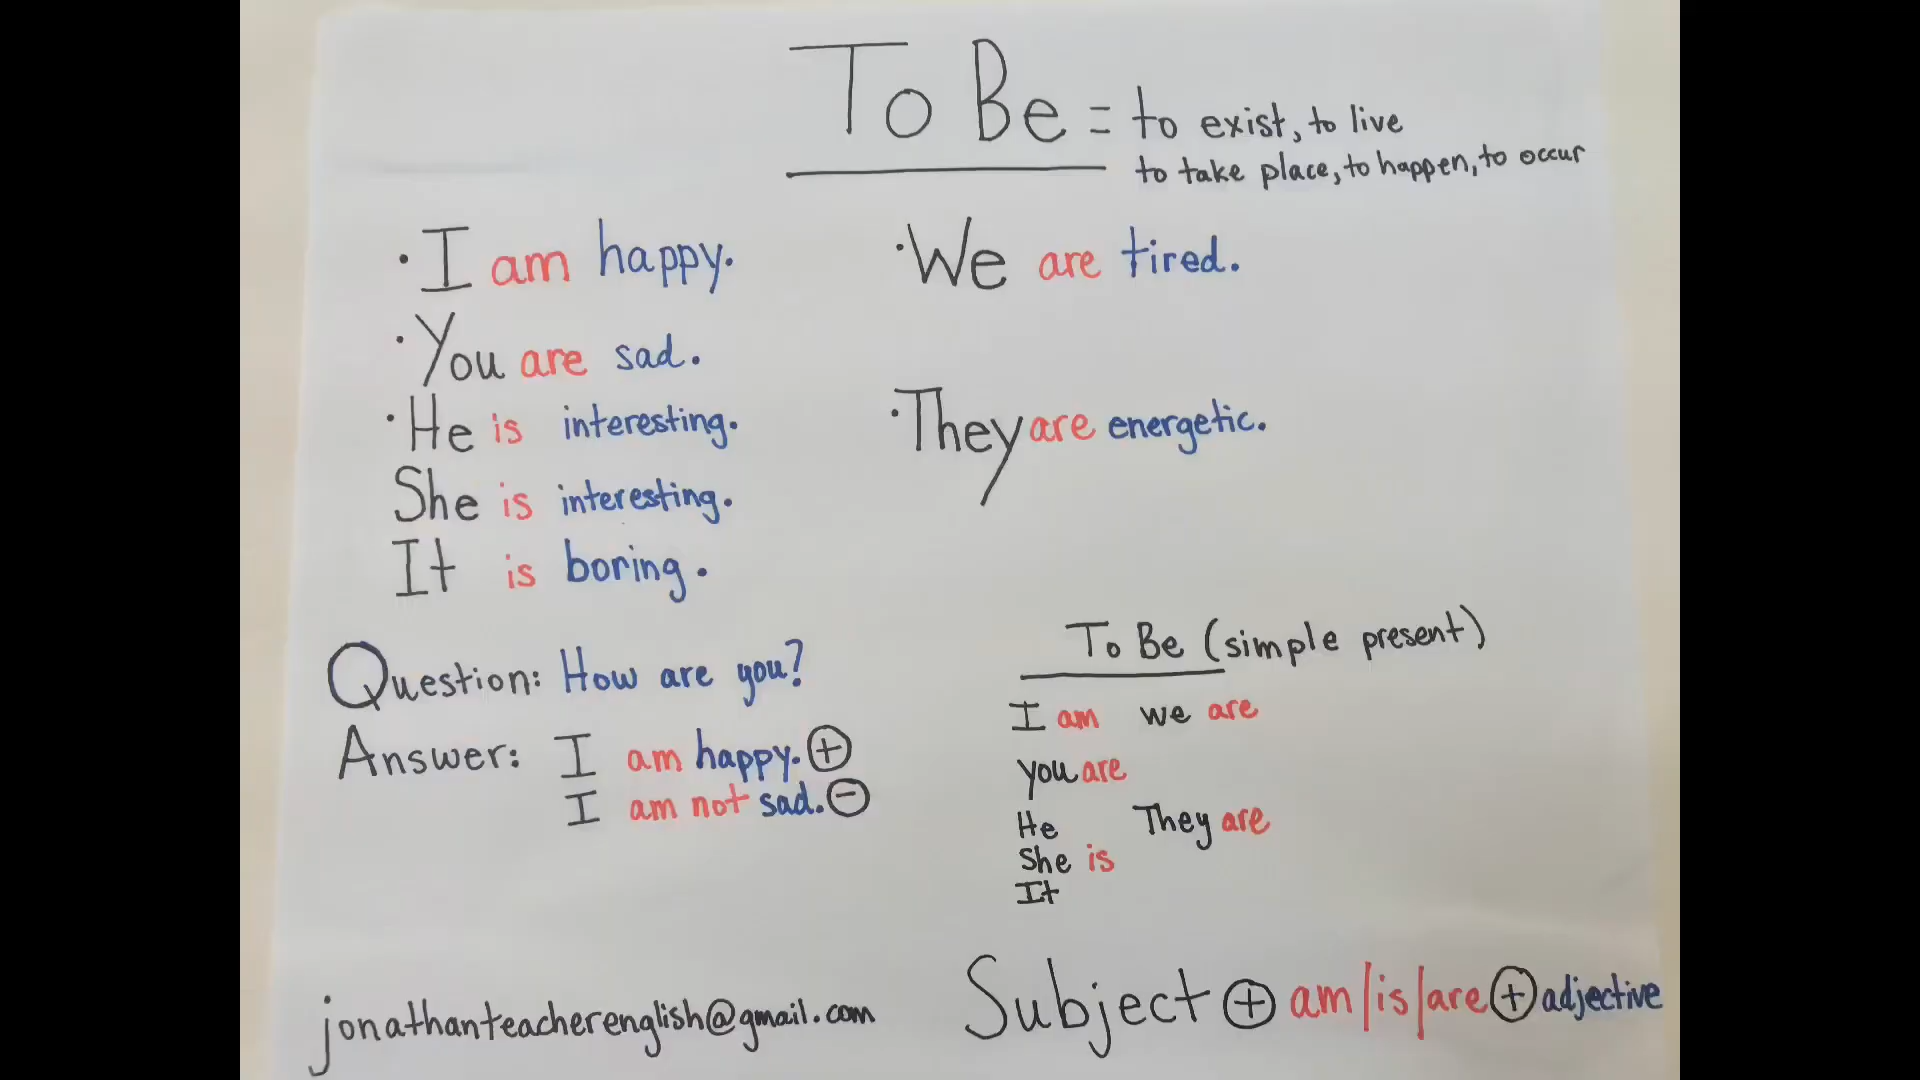 To Be = to exist, to live
to take place, to happen, to occur
· I am happy.
· You are sad.
· He is interesting.
She is interesting.
It is boring.
· We are tired.
· They are energetic.
Question: How are you?
Answer: I am happy. +
I am not sad. -
To Be (simple present)
I am we are
you are
He They are
She is
It
jonathanteacherenglish@gmail.com
Subject + am/is/are + adjective